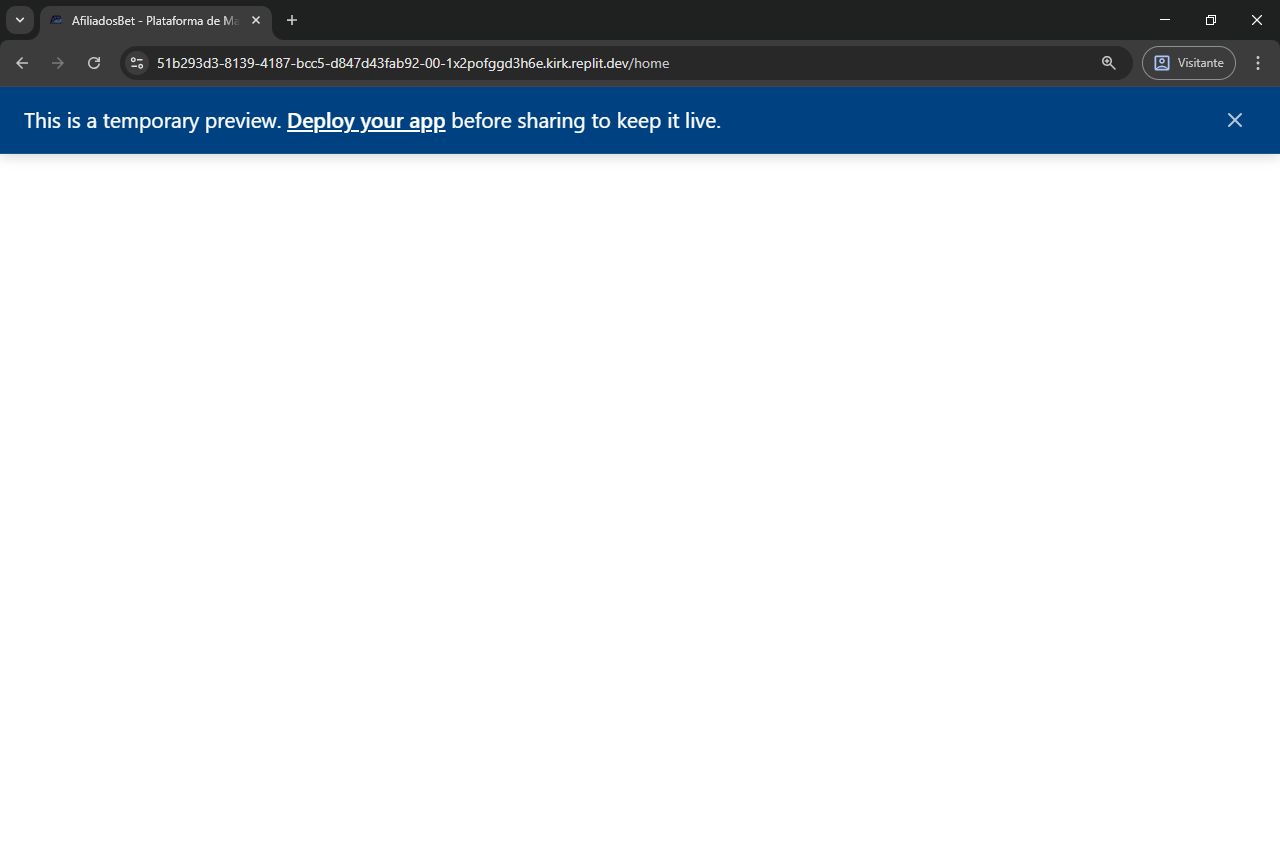 AfiliadosBet - Plataforma de Ma
51b293d3-8139-4187-bcc5-d847d43fab92-00-1x2pofggd3h6e.kirk.replit.dev/home
Visitante
This is a temporary preview. Deploy your app before sharing to keep it live.